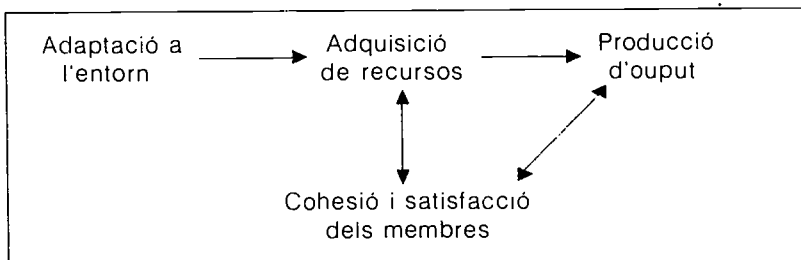 Adaptació a
l'entorn
Adquisició
de recursos
Producció
d'ouput
Cohesió i satisfacció
dels membres